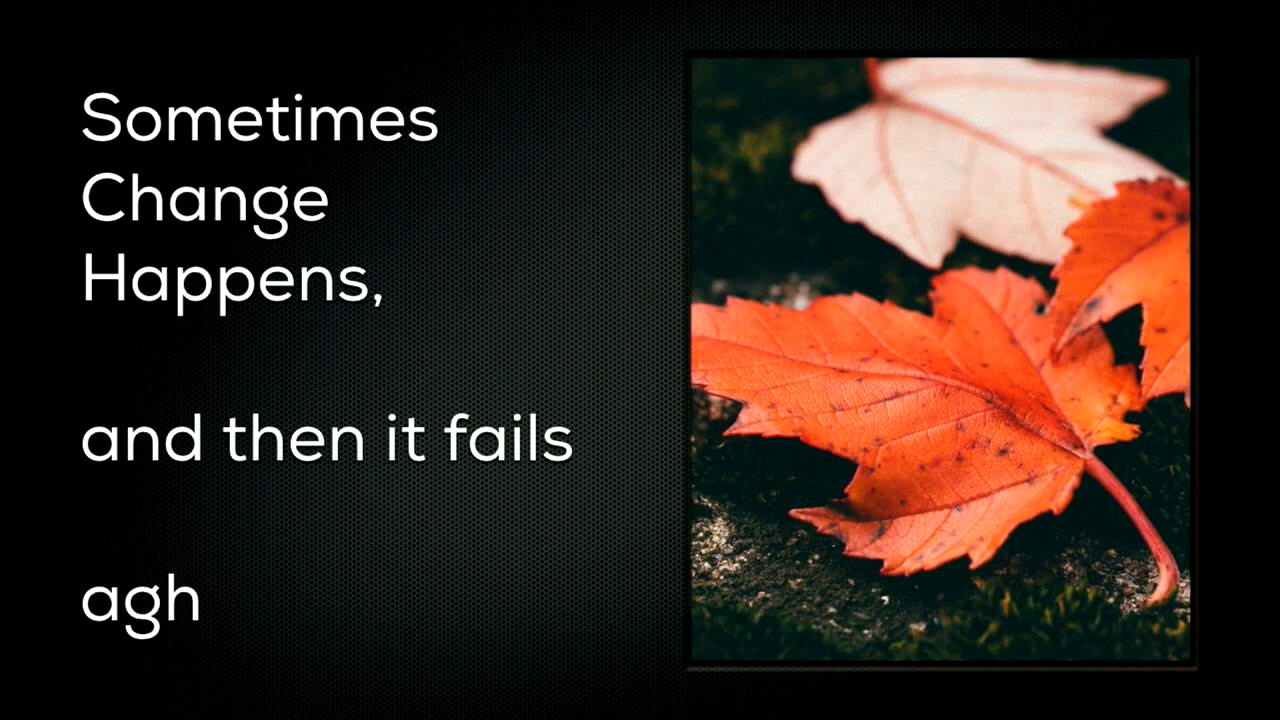 Sometimes
Change
Happens,
and then it fails
agh